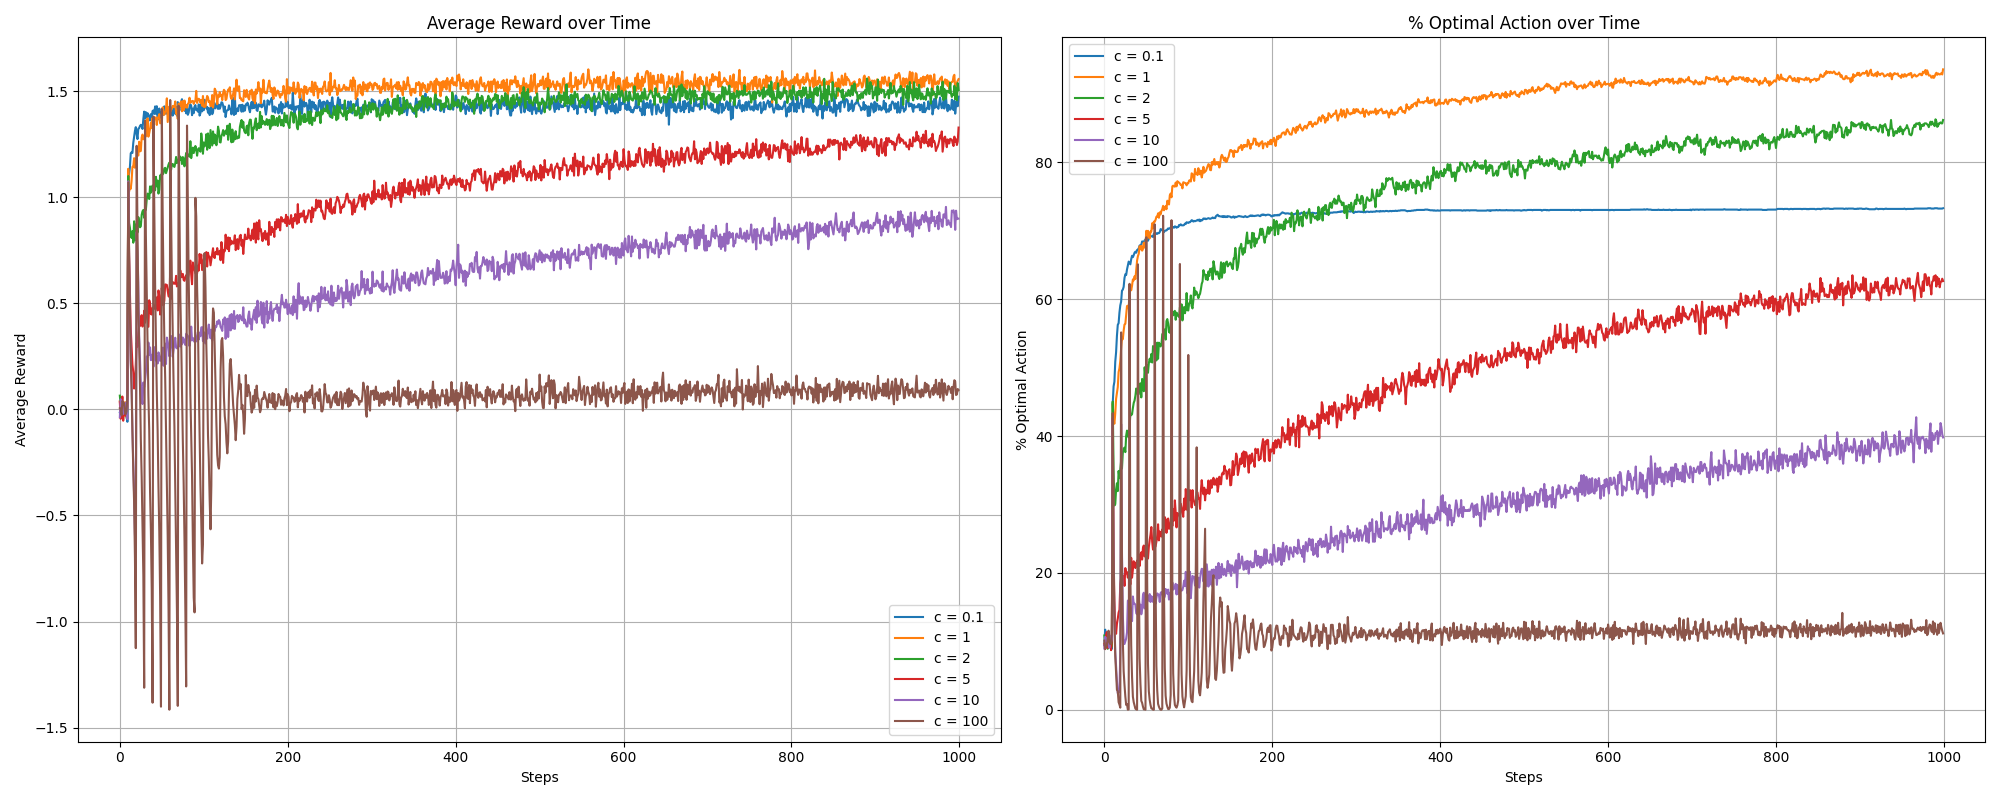 Average Reward over Time
1.5
1.0
0.5
0.0
−0.5
−1.0
−1.5
Average Reward
0 200 400 600 800 1000
Steps
c = 0.1
c = 1
c = 2
c = 5
c = 10
c = 100
% Optimal Action over Time
c = 0.1
c = 1
c = 2
c = 5
c = 10
c = 100
80
60
40
20
0
% Optimal Action
0 200 400 600 800 1000
Steps